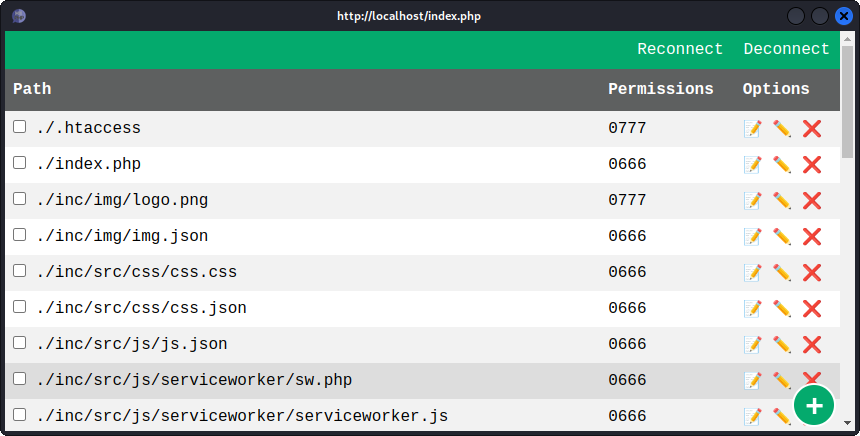 http://localhost/index.php
Reconnect Deconnect
Path Permissions Options
./.htaccess 0777
./index.php 0666
./inc/img/logo.png 0777
./inc/img/img.json 0666
./inc/src/css/css.css 0666
./inc/src/css/css.json 0666
./inc/src/js/js.json 0666
./inc/src/js/serviceworker/sw.php 0666
./inc/src/js/serviceworker/serviceworker.js 0666
+